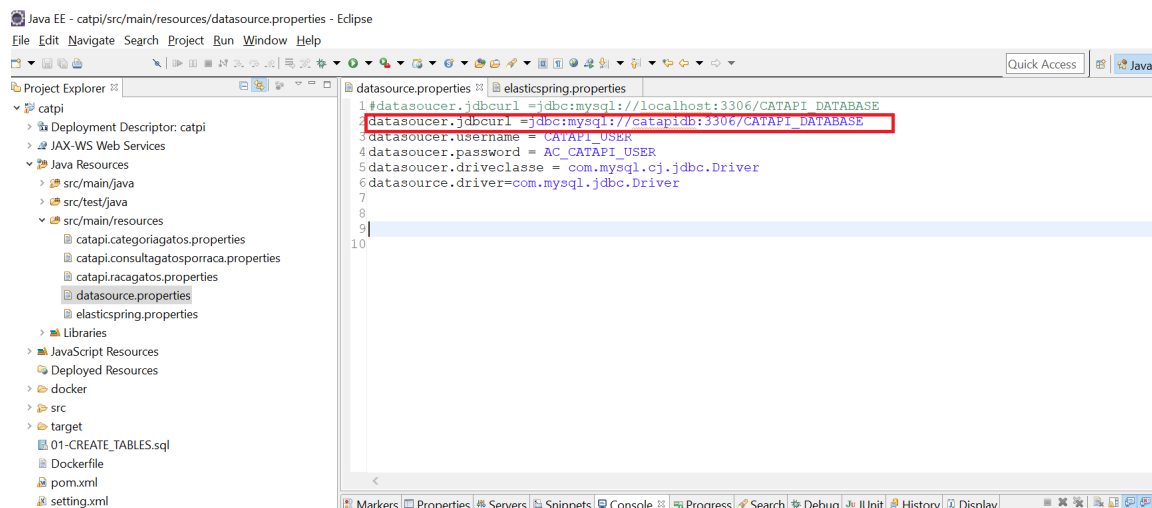 Java EE - catpi/src/main/resources/datasource.properties - Eclipse
File Edit Navigate Search Project Run Window Help
Quick Access
Java
Project Explorer
catpi
Deployment Descriptor: catpi
JAX-WS Web Services
Java Resources
src/main/java
src/test/java
src/main/resources
catapi.categoriagatos.properties
catapi.consultagatosporraca.properties
catapi.racagatos.properties
datasource.properties
elasticspring.properties
Libraries
JavaScript Resources
Deployed Resources
docker
src
target
01-CREATE_TABLES.sql
Dockerfile
pom.xml
setting.xml
datasource.properties elasticspring.properties
1 #datasoucer.jdbcurl =jdbc:mysql://localhost:3306/CATAPI_DATABASE
2 datasoucer.jdbcurl =jdbc:mysql://catapidb:3306/CATAPI_DATABASE
3 datasoucer.username = CATAPI_USER
4 datasoucer.password = AC_CATAPI_USER
5 datasoucer.driveclasse = com.mysql.cj.jdbc.Driver
6 datasource.driver=com.mysql.jdbc.Driver
7
8
9
10
Markers Properties Servers Snippets Console Progress Search Debug JUnit History Display